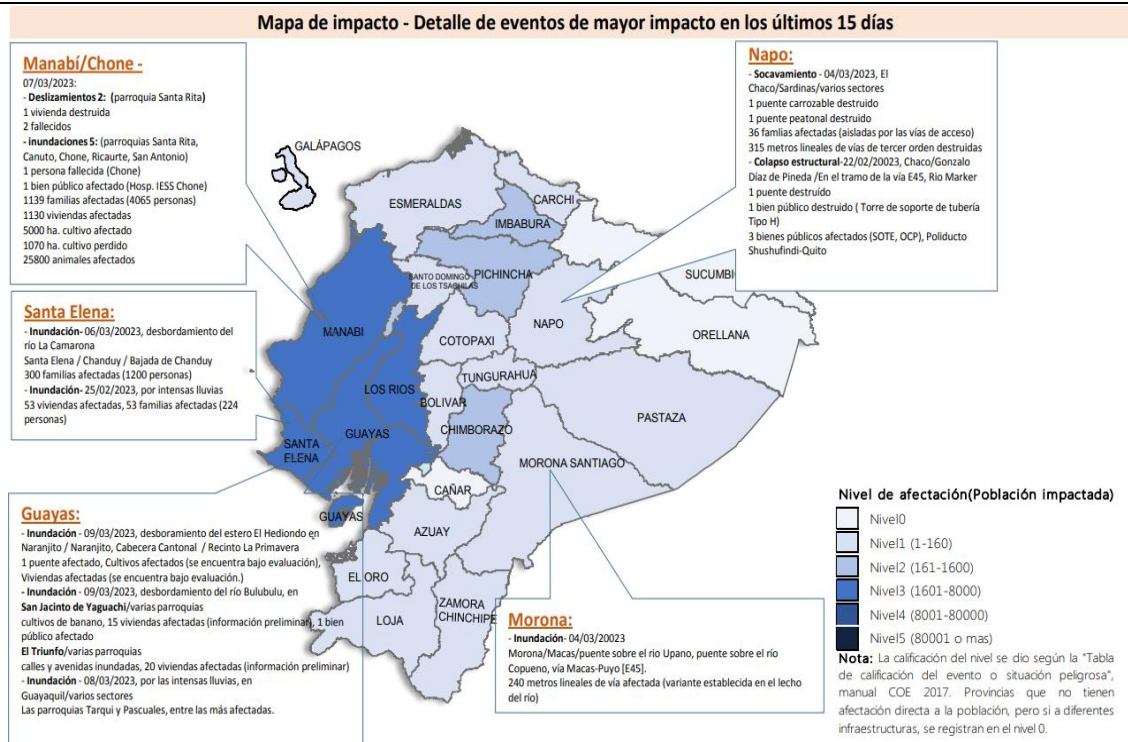 Mapa de impacto - Detalle de eventos de mayor impacto en los últimos 15 días
Manabí/Chone -
07/03/2023:
- Deslizamientos 2: (parroquia Santa Rita)
1 vivienda destruida
2 fallecidos
- inundaciones 5: (parroquias Santa Rita,
Canuto, Chone, Ricaurte, San Antonio)
1 persona fallecida (Chone)
1 bien público afectado (Hosp. IESS Chone)
1139 familias afectadas (4065 personas)
1130 viviendas afectadas
5000 ha. cultivo afectado
1070 ha. cultivo perdido
25800 animales afectados
Santa Elena:
- Inundación- 06/03/20023, desbordamiento del
río La Camarona
Santa Elena / Chanduy / Bajada de Chanduy
300 familias afectadas (1200 personas)
- Inundación- 25/02/2023, por intensas lluvias
53 viviendas afectadas, 53 familias afectadas (224
personas)
Guayas:
- Inundación - 09/03/2023, desboramiento del estero El Hediondo en
Naranjito / Naranjito, Cabecera Cantonal / Recinto La Primavera
1 puente afectado, Cultivos afectados (se encuentra bajo evaluación),
Viviendas afectadas (se encuentra bajo evaluación.)
- Inundación - 09/03/2023, desbordamiento del río Bulubulu, en
San Jacinto de Yaguachi/varias parroquias
cultivos de banano, 15 viviendas afectadas (información preliminar), 1 bien
público afectado
El Triunfo/varias parroquias
calles y avenidas inundadas, 20 viviendas afectadas (información preliminar)
- Inundación - 08/03/2023, por las intensas lluvias, en
Guayaquil/varios sectores
Las parroquias Tarqui y Pascuales, entre las más afectadas.
GALÁPAGOS
ESMERALDAS
CARCHI
IMBABURA
PICHINCHA
SANTO DOMINGO
DE LOS TSACHILAS
SUCUMBI
NAPO
ORELLANA
MANABI
COTOPAXI
TUNGURAHUA
LOS RIOS
BOLIVAR
PASTAZA
GUAYAS
CHIMBORAZO
SANTA
ELENA
MORONA SANTIAGO
CAÑAR
GUAYAS
AZUAY
EL ORO
ZAMORA
CHINCHIPE
LOJA
Napo:
- Socavamiento - 04/03/2023, El
Chaco/Sardinas/varios sectores
1 puente carrozable destruido
1 puente peatonal destruido
36 famlias afectadas (aisladas por las vías de acceso)
315 metros lineales de vías de tercer orden destruidas
- Colapso estructural-22/02/20023, Chaco/Gonzalo
Díaz de Pineda /En el tramo de la vía E45, Rio Marker
1 puente destruído
1 bien público destruido ( Torre de soporte de tubería
Tipo H)
3 bienes públicos afectados (SOTE, OCP), Poliducto
Shushufindi-Quito
Morona:
- Inundación- 04/03/20023
Morona/Macas/puente sobre el rio Upano, puente sobre el río
Copueno, vía Macas-Puyo [E45].
240 metros lineales de vía afectada (variante establecida en el lecho
del río)
Nivel de afectación(Población impactada)
Nivel0
Nivel1 (1-160)
Nivel2 (161-1600)
Nivel3 (1601-8000)
Nivel4 (8001-80000)
Nivel5 (80001 o mas)
Nota: La calificación del nivel se dio según la "Tabla
de calificación del evento o situación peligrosa",
manual COE 2017. Provincias que no tienen
afectación directa a la población, pero si a diferentes
infraestructuras, se registran en el nivel 0.